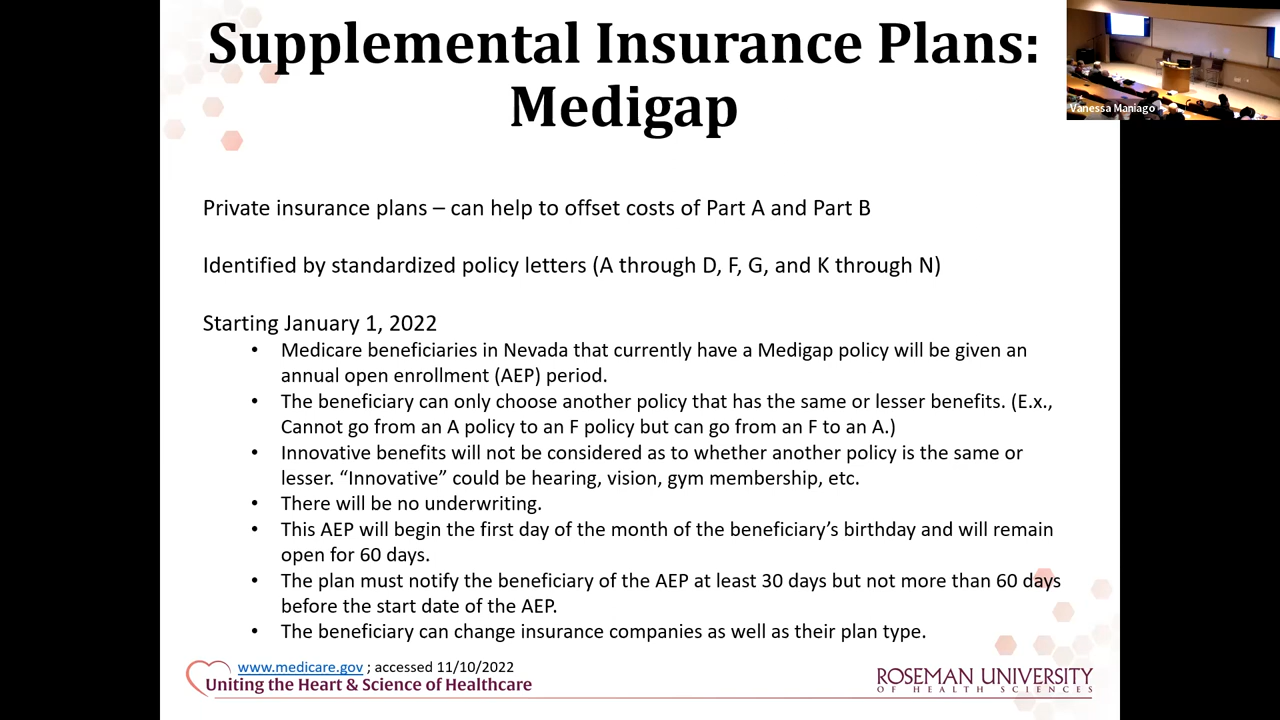 Supplemental Insurance Plans:
Medigap
Vanessa Maniago
Private insurance plans – can help to offset costs of Part A and Part B
Identified by standardized policy letters (A through D, F, G, and K through N)
Starting January 1, 2022
• Medicare beneficiaries in Nevada that currently have a Medigap policy will be given an
annual open enrollment (AEP) period.
• The beneficiary can only choose another policy that has the same or lesser benefits. (E.x.,
Cannot go from an A policy to an F policy but can go from an F to an A.)
• Innovative benefits will not be considered as to whether another policy is the same or
lesser. “Innovative” could be hearing, vision, gym membership, etc.
• There will be no underwriting.
• This AEP will begin the first day of the month of the beneficiary’s birthday and will remain
open for 60 days.
• The plan must notify the beneficiary of the AEP at least 30 days but not more than 60 days
before the start date of the AEP.
• The beneficiary can change insurance companies as well as their plan type.
www.medicare.gov ; accessed 11/10/2022
Uniting the Heart & Science of Healthcare
ROSEMAN UNIVERSITY
OF HEALTH SCIENCES